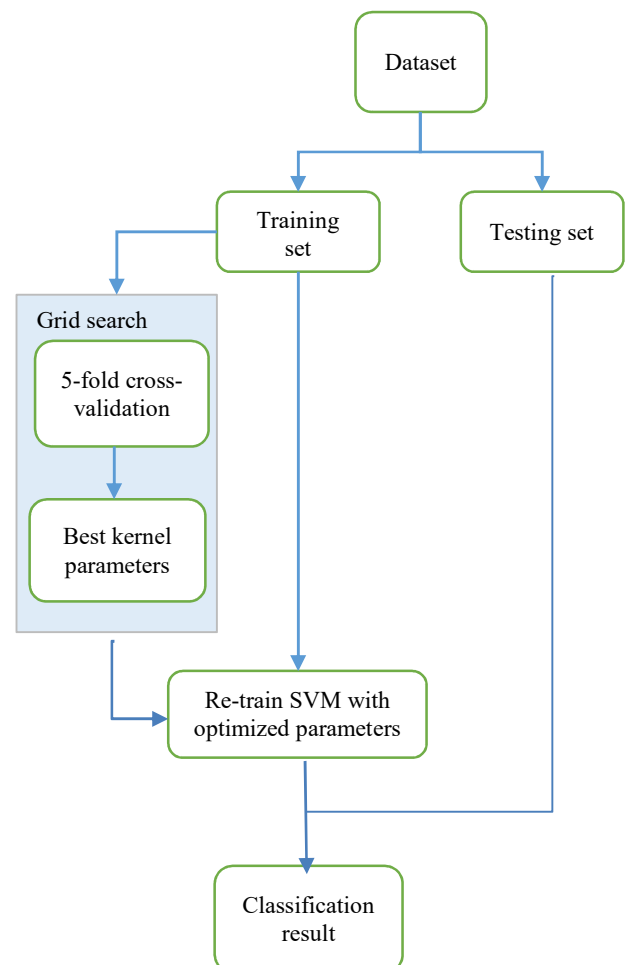 Dataset
Training
set
Testing set
Grid search
5-fold cross-
validation
Best kernel
parameters
Re-train SVM with
optimized parameters
Classification
result